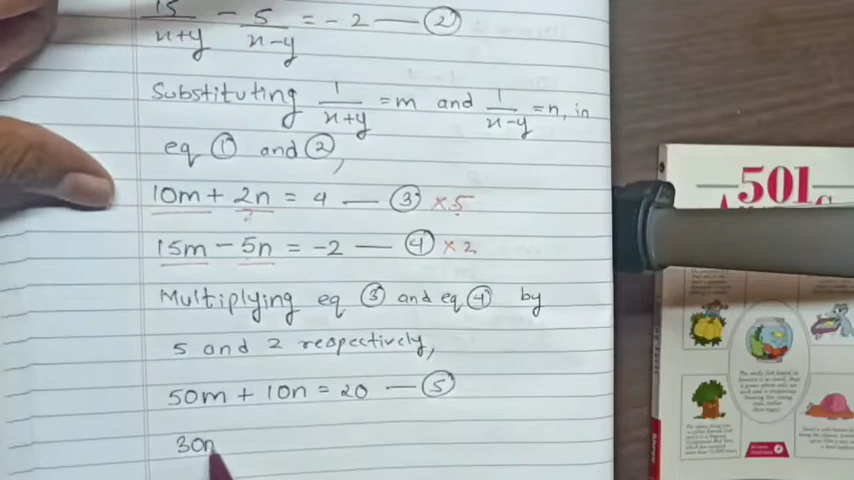 15/x+y - 5/x-y = -2 — ②
Substituting 1/x+y = m and 1/x-y = n, in
eq ① and ②,
10m + 2n = 4 — ③ ×5
15m - 5n = -2 — ④ ×2
Multiplying eq ③ and eq ④ by
5 and 2 respectively,
50m + 10n = 20 — ⑤
30m
501